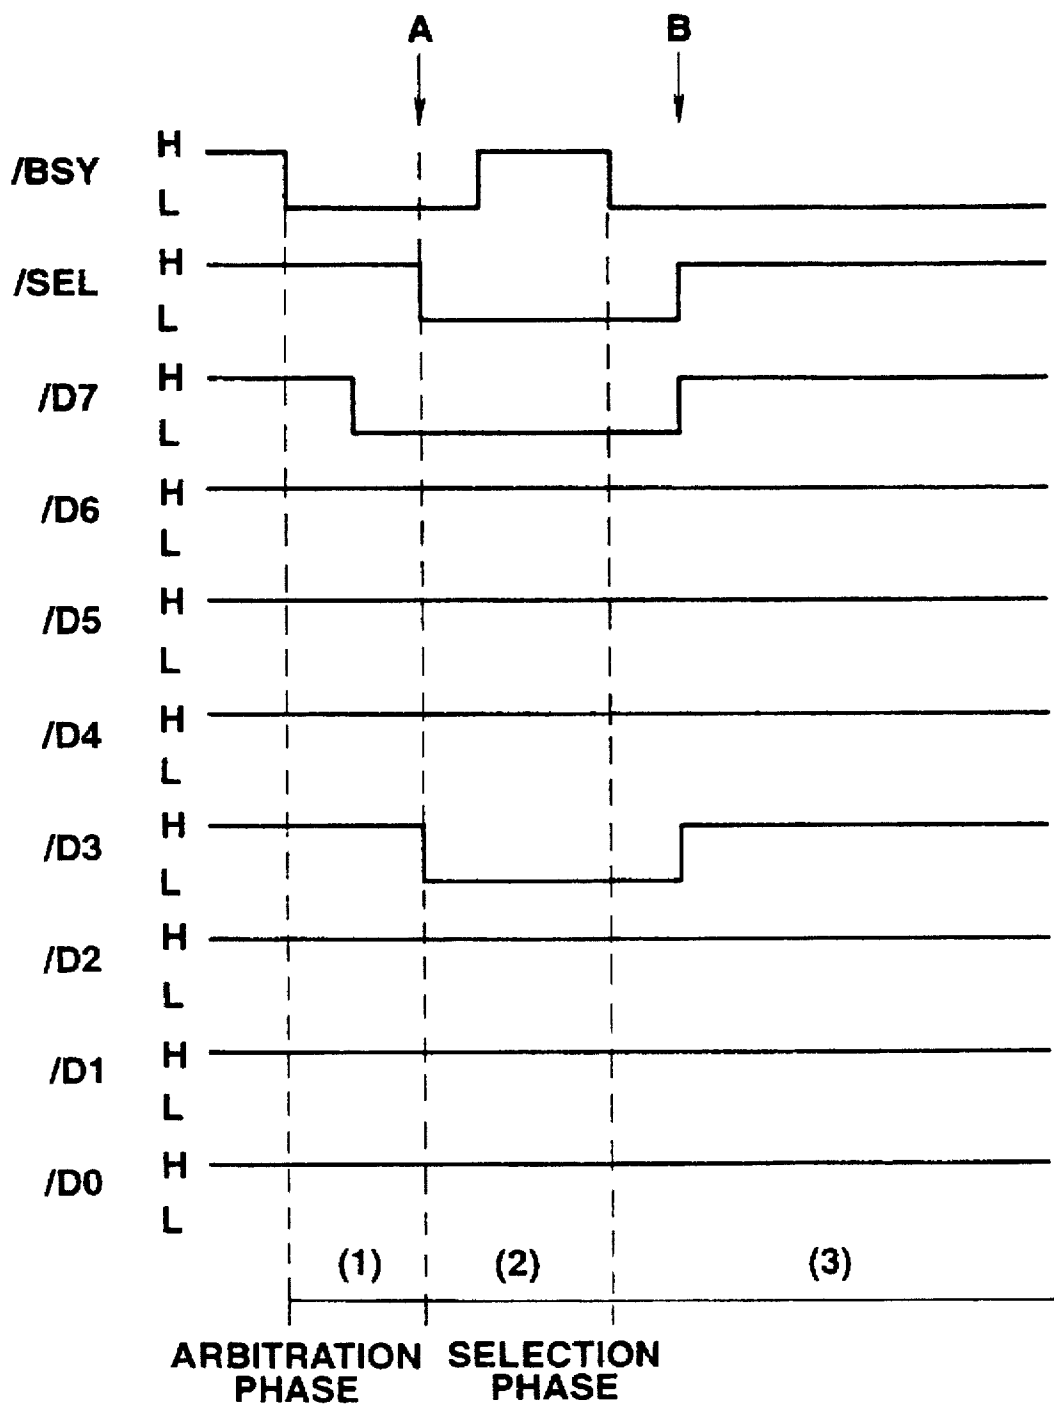 A B
/BSY H
L
/SEL H
L
/D7 H
L
/D6 H
L
/D5 H
L
/D4 H
L
/D3 H
L
/D2 H
L
/D1 H
L
/D0 H
L
(1) (2) (3)
ARBITRATION SELECTION
PHASE PHASE